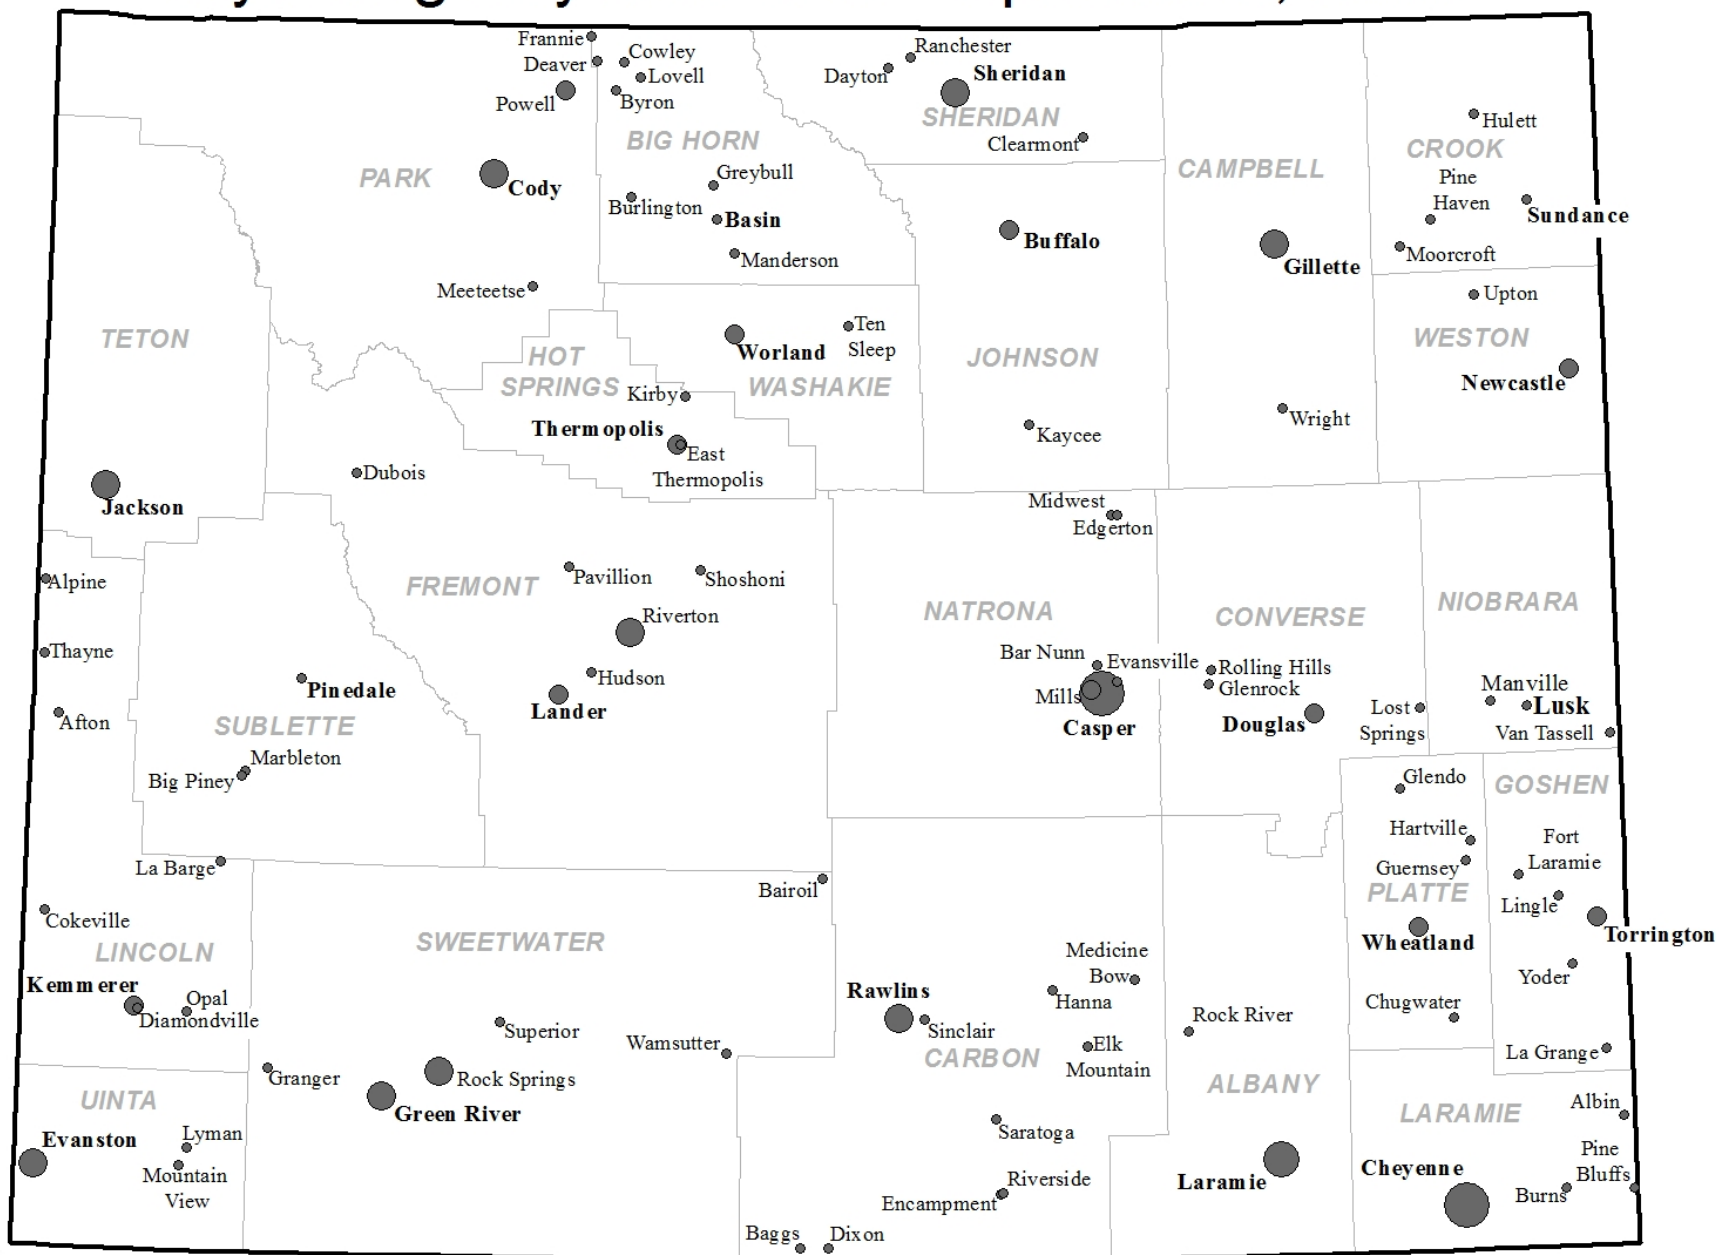 Frannie
Deaver
Cowley
Lovell
Powell
Byron
Ranchester
Dayton
Sheridan
SHERIDAN
Clearmont
BIG HORN
PARK
Cody
Greybull
Burlington
Basin
Manderson
Meeteetse
Buffalo
CAMPBELL
Gillette
Hulett
CROOK
Pine
Haven
Sundance
Moorcroft
Upton
WESTON
Newcastle
TETON
HOT
SPRINGS
Worland
Ten
Sleep
WASHAKIE
JOHNSON
Kirby
Thermopolis
East
Thermopolis
Kaycee
Wright
Dubois
Jackson
Midwest
Edgerton
Alpine
Thayne
Afton
FREMONT
Pavillion
Shoshoni
Riverton
Hudson
Lander
Pinedale
SUBLETTE
Marbleton
Big Piney
NATRONA
Bar Nunn
Evansville
Mills
Casper
CONVERSE
Rolling Hills
Glenrock
Douglas
Lost
Springs
NIOBRARA
Manville
Lusk
Van Tassell
Glendo
GOSHEN
Hartville
Guernsey
PLATTE
Wheatland
Fort
Laramie
Lingle
Torrington
Yoder
Chugwater
La Grange
La Barge
Cokeville
LINCOLN
Kemmerer
Opal
Diamondville
SWEETWATER
Bairoil
Superior
Wamsutter
Granger
Rock Springs
Green River
UINTA
Evanston
Lyman
Mountain
View
Medicine
Bow
Hanna
Rawlins
Sinclair
CARBON
Elk
Mountain
Saratoga
Riverside
Encampment
Baggs
Dixon
Rock River
ALBANY
Laramie
LARAMIE
Cheyenne
Albin
Pine
Bluffs
Burns